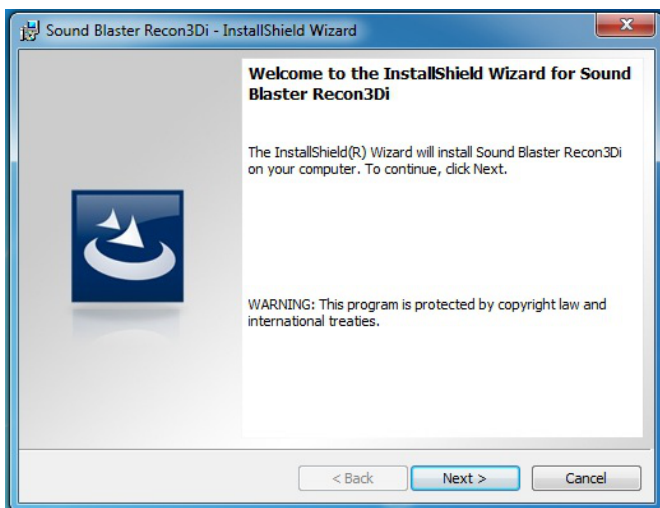 Sound Blaster Recon3Di - InstallShield Wizard
Welcome to the InstallShield Wizard for Sound
Blaster Recon3Di
The InstallShield(R) Wizard will install Sound Blaster Recon3Di
on your computer. To continue, click Next.
WARNING: This program is protected by copyright law and
international treaties.
< Back Next > Cancel